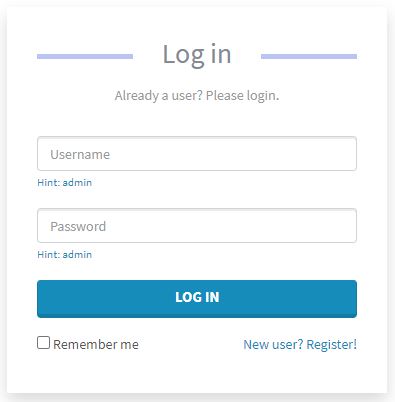 Log in
Already a user? Please login.
Username
Hint: admin
Password
Hint: admin
LOG IN
Remember me
New user? Register!